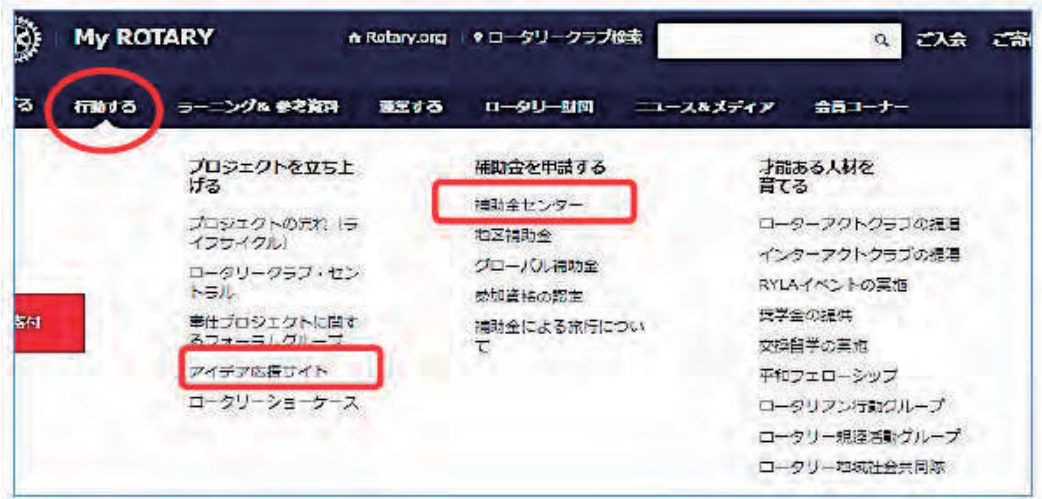 My ROTARY
Rotary.org
ロータリークラブ検索
ご入会
ご寄
る
行動する
ラーニング& 参考資料
運営する
ロータリー財団
ニュース&メディア
会員コーナー
プロジェクトを立ち上
げる
プロジェクトの流れ（ラ
イフサイクル）
ロータリークラブ・セン
トラル
奉仕プロジェクトに関す
るフォーラムグループ
アイデア応援サイト
ロータリーショーケース
補助金を申請する
補助金センター
地区補助金
グローバル補助金
参加資格の認定
補助金による旅行につい
て
才能ある人材を
育てる
ローターアクトクラブの提唱
インターアクトクラブの提唱
RYLAイベントの実施
奨学金の提供
交換留学の実施
平和フェローシップ
ロータリアン行動グループ
ロータリー親睦活動グループ
ロータリー地域社会共同隊
寄付